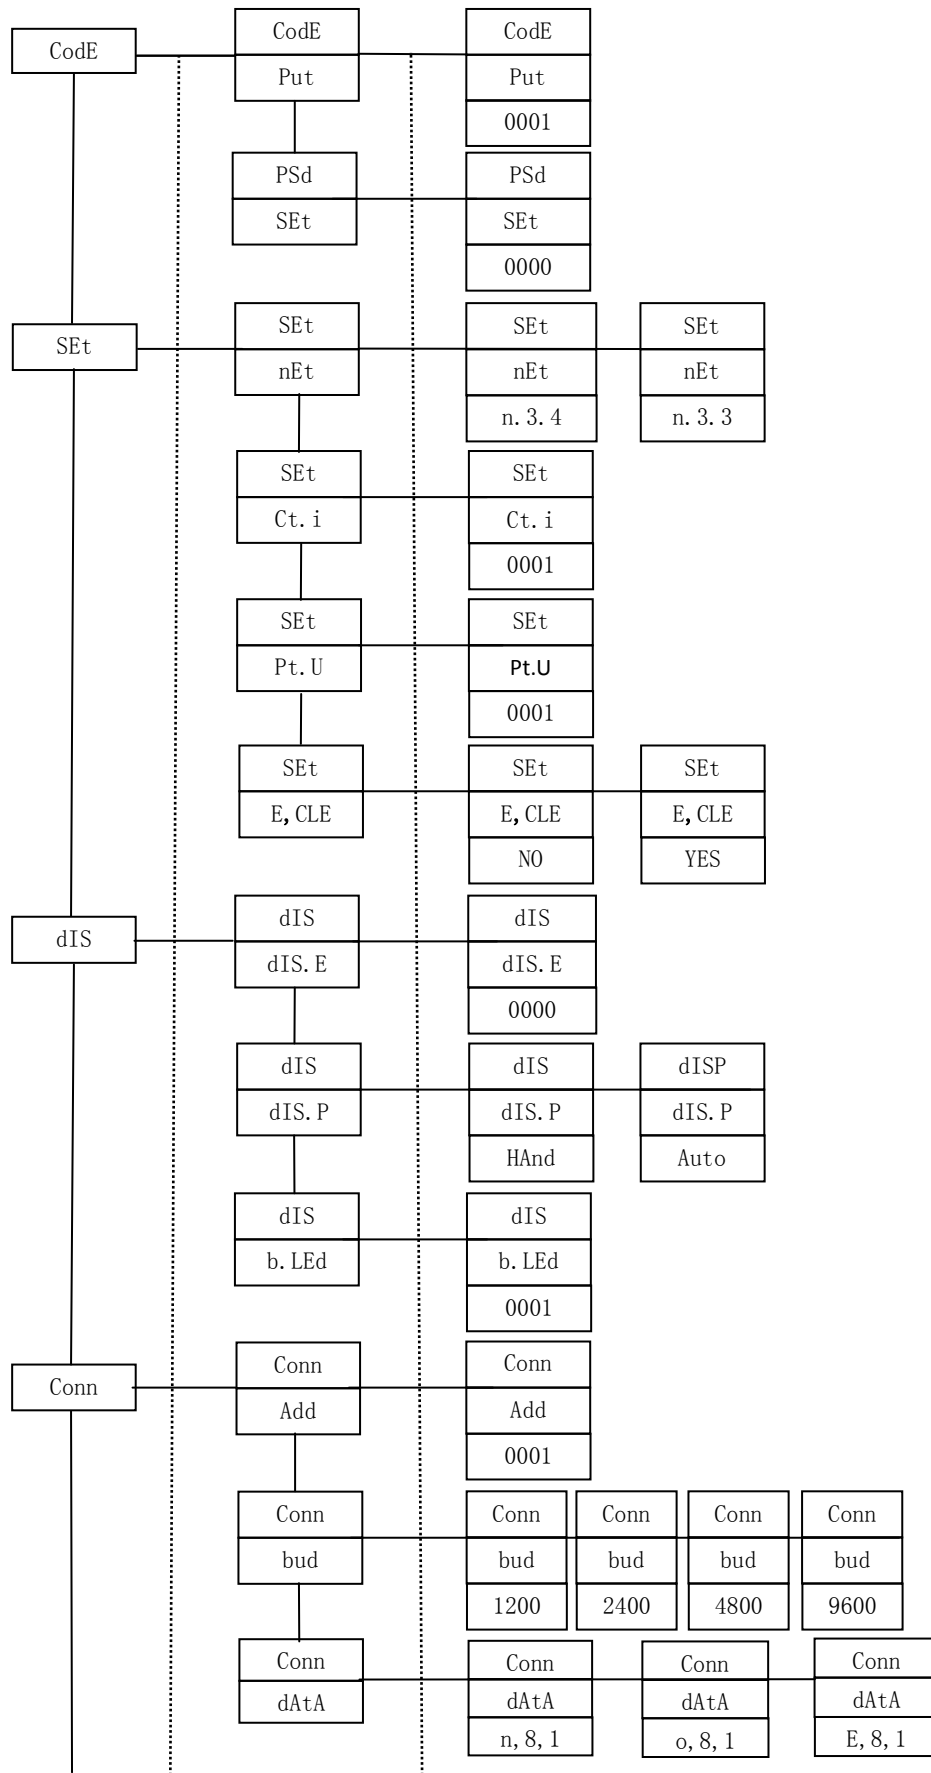 CodE
CodE
Put
CodE
Put
0001
PSd
SEt
PSd
SEt
0000
SEt
SEt
nEt
SEt
nEt
n.3.4
SEt
nEt
n.3.3
SEt
Ct.i
SEt
Ct.i
0001
SEt
Pt.U
SEt
Pt.U
0001
SEt
E,CLE
SEt
E,CLE
NO
SEt
E,CLE
YES
dIS
dIS
dIS.E
dIS
dIS.E
0000
dIS
dIS.P
dIS
dIS.P
HAnd
dISP
dIS.P
Auto
dIS
b.LEd
dIS
b.LEd
0001
Conn
Conn
Add
Conn
Add
0001
Conn
bud
Conn
bud
1200
Conn
bud
2400
Conn
bud
4800
Conn
bud
9600
Conn
dAtA
Conn
dAtA
n,8,1
Conn
dAtA
o,8,1
Conn
dAtA
E,8,1